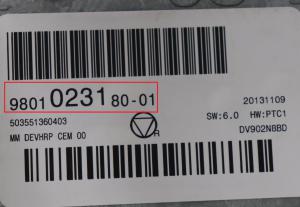 9801 0231 80-01
20131109
503551360403
SW:6.0 HW:PTC1
MM DEVHRP CEM 00
R
DV902N8BD